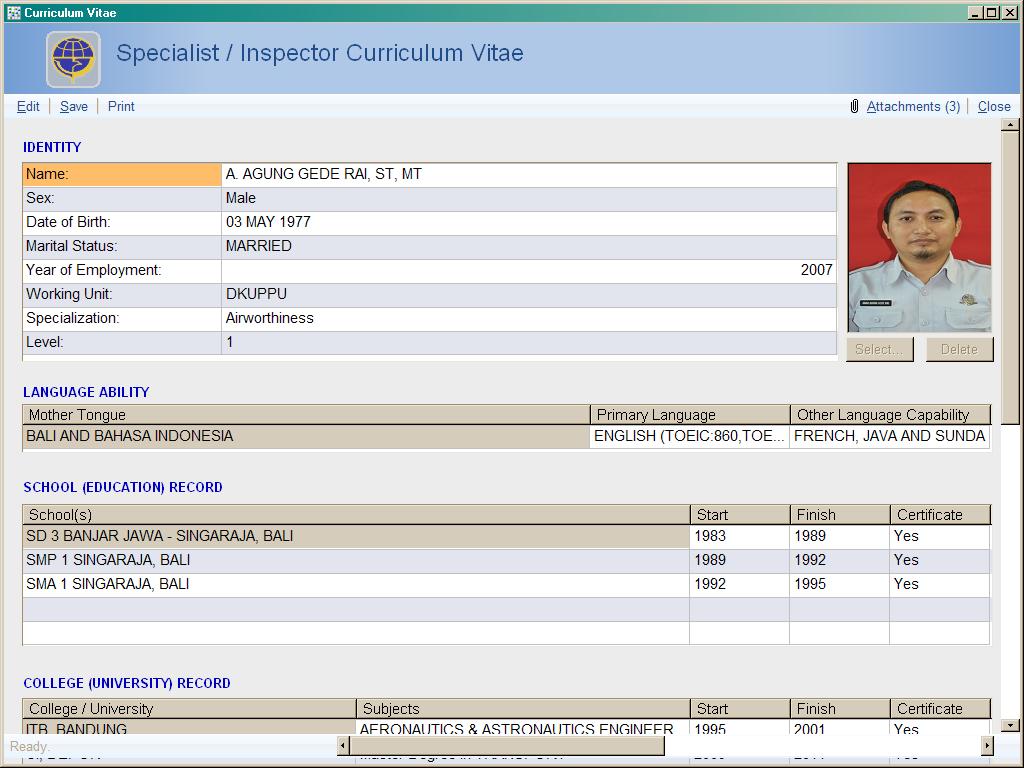 Curriculum Vitae
Specialist / Inspector Curriculum Vitae
Edit Save Print Attachments (3) Close
IDENTITY
Name: A. AGUNG GEDE RAI, ST, MT
Sex: Male
Date of Birth: 03 MAY 1977
Marital Status: MARRIED
Year of Employment: 2007
Working Unit: DKUPPU
Specialization: Airworthiness
Level: 1
Select... Delete
LANGUAGE ABILITY
Mother Tongue Primary Language Other Language Capability
BALI AND BAHASA INDONESIA ENGLISH (TOEIC:860,TOE... FRENCH, JAVA AND SUNDA
SCHOOL (EDUCATION) RECORD
School(s) Start Finish Certificate
SD 3 BANJAR JAWA - SINGARAJA, BALI 1983 1989 Yes
SMP 1 SINGARAJA, BALI 1989 1992 Yes
SMA 1 SINGARAJA, BALI 1992 1995 Yes
COLLEGE (UNIVERSITY) RECORD
College / University Subjects Start Finish Certificate
ITB, BANDUNG AERONAUTICS & ASTRONAUTICS ENGINEER 1995 2001 Yes
Ready.